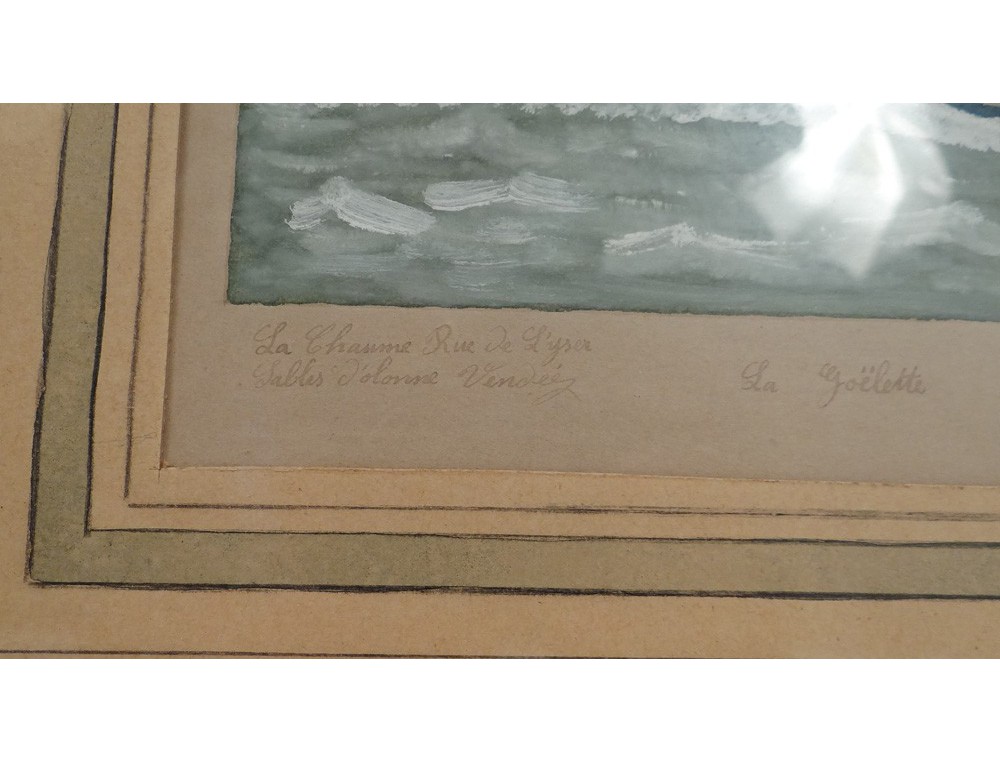 La Chaume Rue de L'yser
Sables d'olonne Vendée
La Goëlette